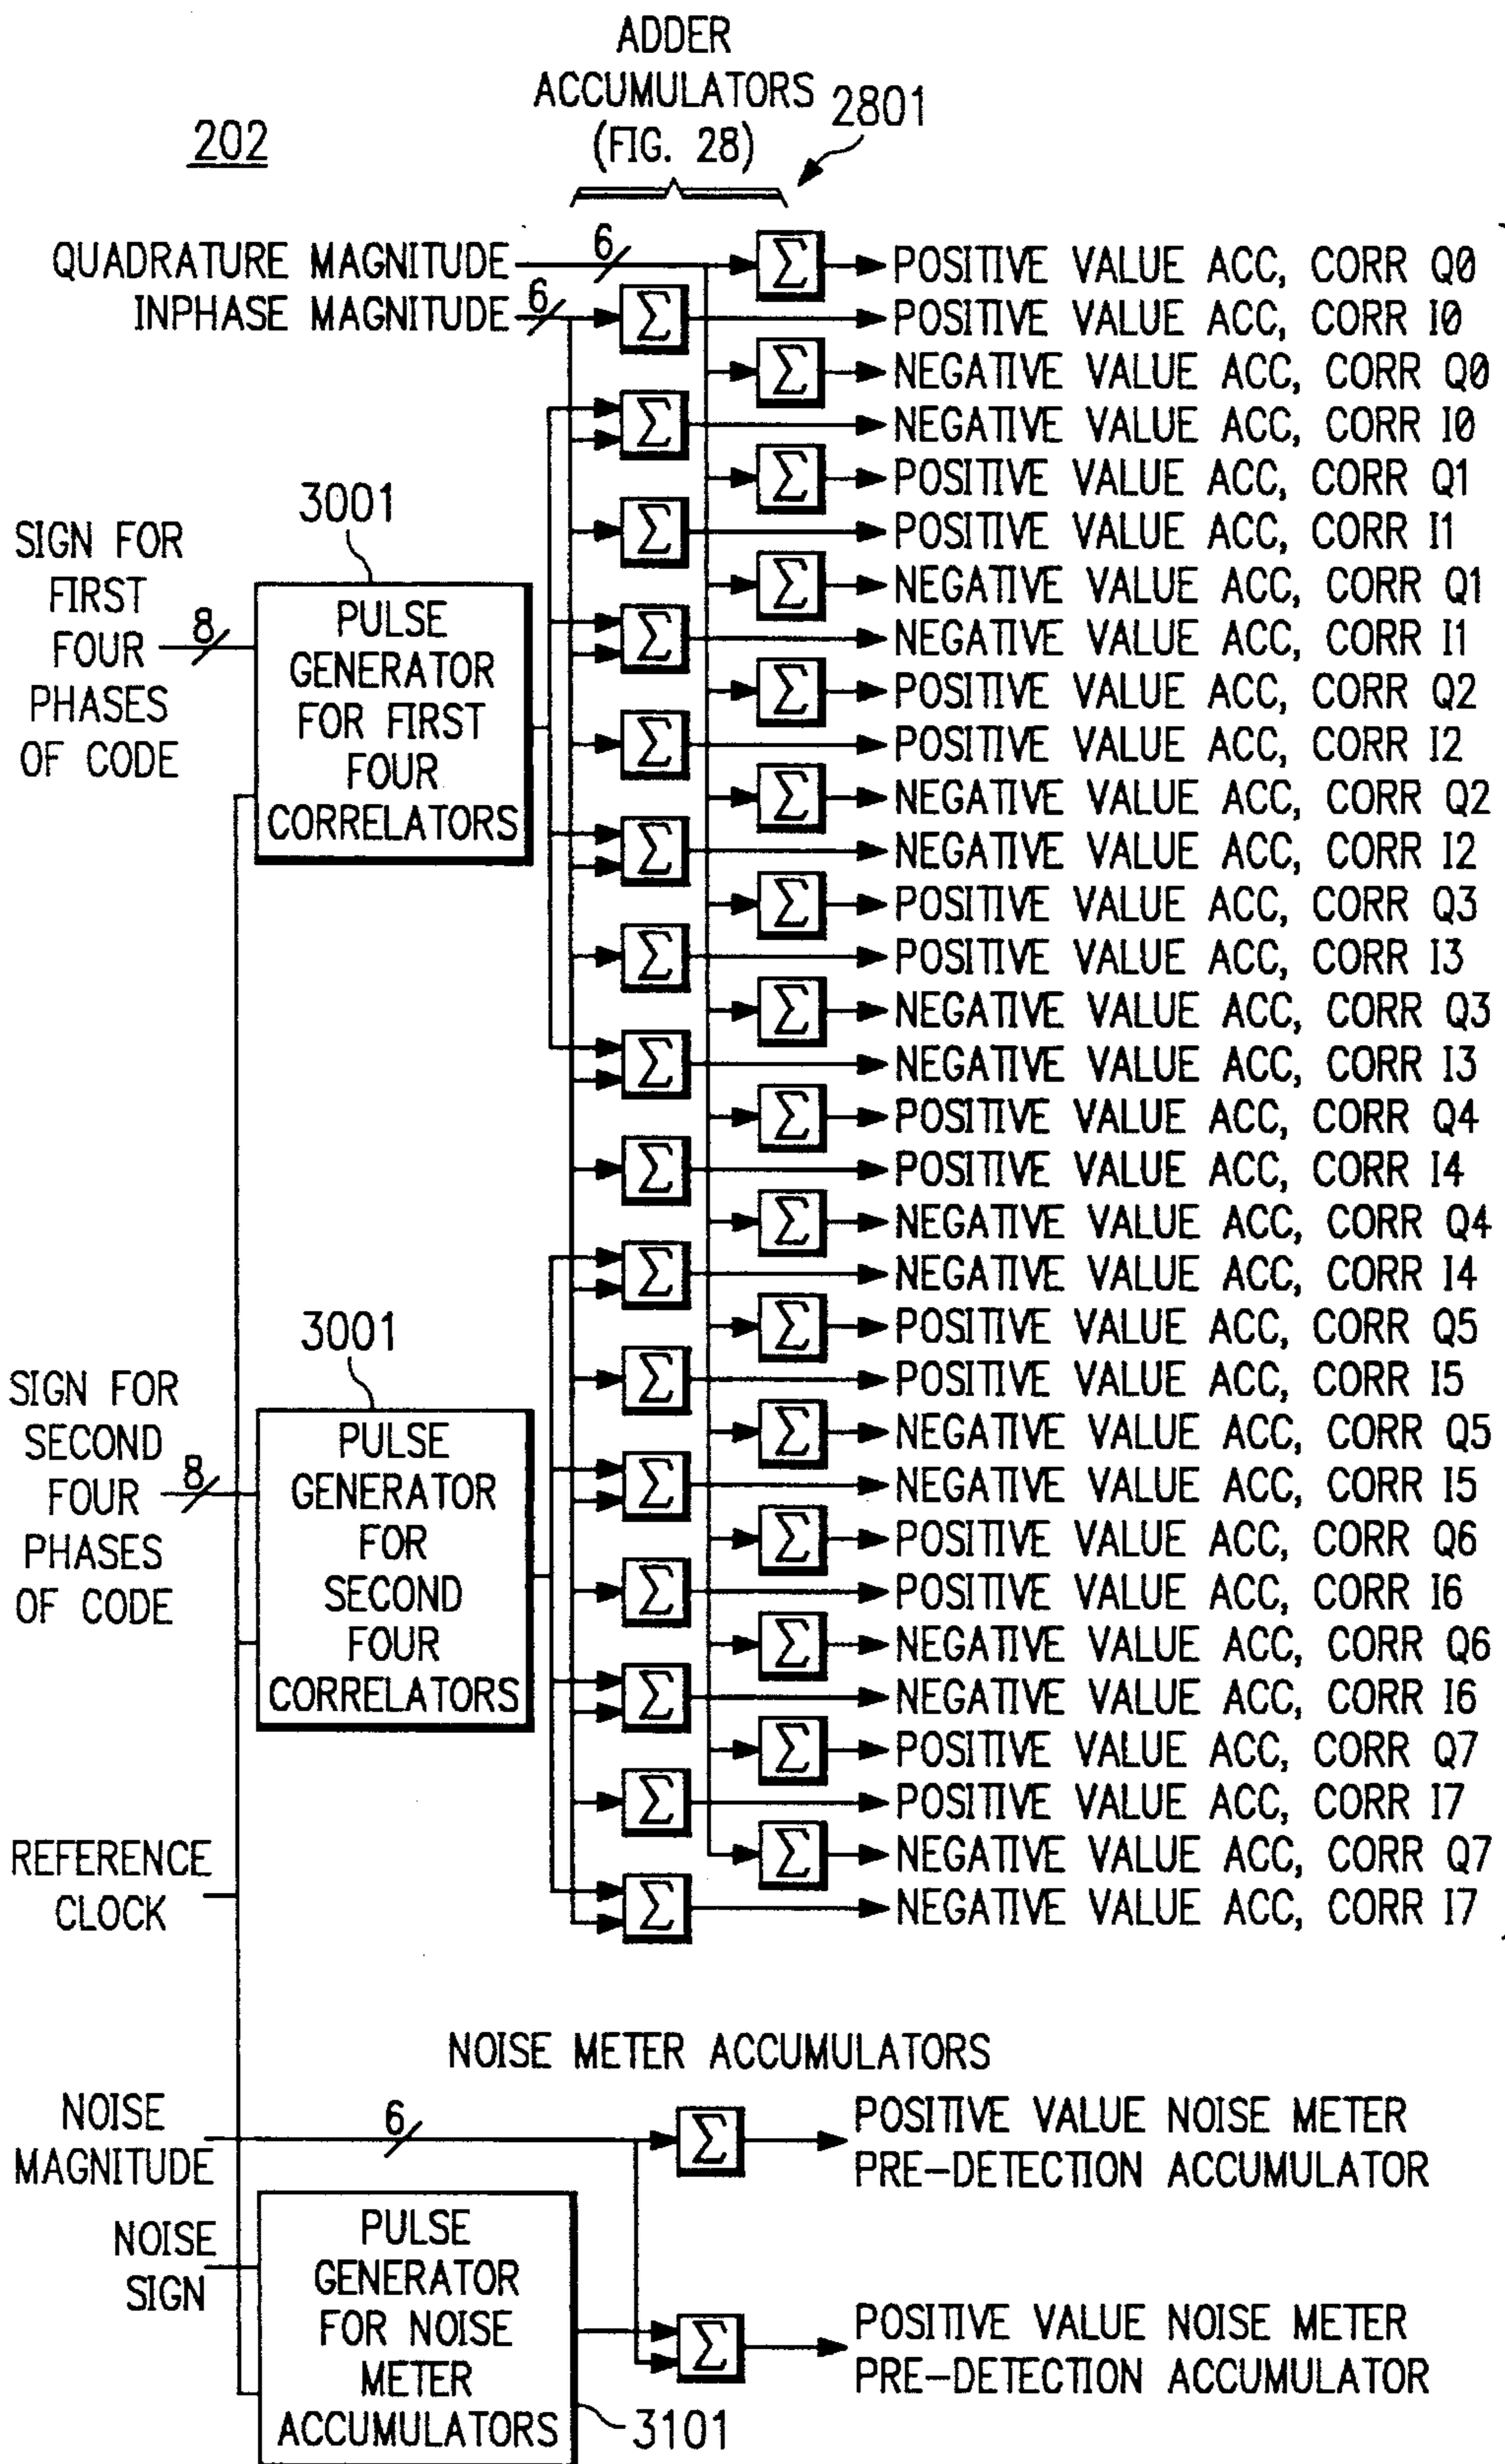 ADDER
ACCUMULATORS
(FIG. 28)
2801
202
QUADRATURE MAGNITUDE
6
INPHASE MAGNITUDE
6
Σ
POSITIVE VALUE ACC, CORR Q0
Σ
POSITIVE VALUE ACC, CORR I0
Σ
NEGATIVE VALUE ACC, CORR Q0
Σ
NEGATIVE VALUE ACC, CORR I0
Σ
POSITIVE VALUE ACC, CORR Q1
Σ
POSITIVE VALUE ACC, CORR I1
Σ
NEGATIVE VALUE ACC, CORR Q1
Σ
NEGATIVE VALUE ACC, CORR I1
Σ
POSITIVE VALUE ACC, CORR Q2
Σ
POSITIVE VALUE ACC, CORR I2
Σ
NEGATIVE VALUE ACC, CORR Q2
Σ
NEGATIVE VALUE ACC, CORR I2
Σ
POSITIVE VALUE ACC, CORR Q3
Σ
POSITIVE VALUE ACC, CORR I3
Σ
NEGATIVE VALUE ACC, CORR Q3
Σ
NEGATIVE VALUE ACC, CORR I3
Σ
POSITIVE VALUE ACC, CORR Q4
Σ
POSITIVE VALUE ACC, CORR I4
Σ
NEGATIVE VALUE ACC, CORR Q4
Σ
NEGATIVE VALUE ACC, CORR I4
Σ
POSITIVE VALUE ACC, CORR Q5
Σ
POSITIVE VALUE ACC, CORR I5
Σ
NEGATIVE VALUE ACC, CORR Q5
Σ
NEGATIVE VALUE ACC, CORR I5
Σ
POSITIVE VALUE ACC, CORR Q6
Σ
POSITIVE VALUE ACC, CORR I6
Σ
NEGATIVE VALUE ACC, CORR Q6
Σ
NEGATIVE VALUE ACC, CORR I6
Σ
POSITIVE VALUE ACC, CORR Q7
Σ
POSITIVE VALUE ACC, CORR I7
Σ
NEGATIVE VALUE ACC, CORR Q7
Σ
NEGATIVE VALUE ACC, CORR I7
SIGN FOR
FIRST
FOUR
PHASES
OF CODE
8
3001
PULSE
GENERATOR
FOR FIRST
FOUR
CORRELATORS
SIGN FOR
SECOND
FOUR
PHASES
OF CODE
8
3001
PULSE
GENERATOR
FOR
SECOND
FOUR
CORRELATORS
REFERENCE
CLOCK
NOISE METER ACCUMULATORS
NOISE
MAGNITUDE
6
Σ
POSITIVE VALUE NOISE METER
PRE-DETECTION ACCUMULATOR
NOISE
SIGN
PULSE
GENERATOR
FOR NOISE
METER
ACCUMULATORS
3101
Σ
POSITIVE VALUE NOISE METER
PRE-DETECTION ACCUMULATOR